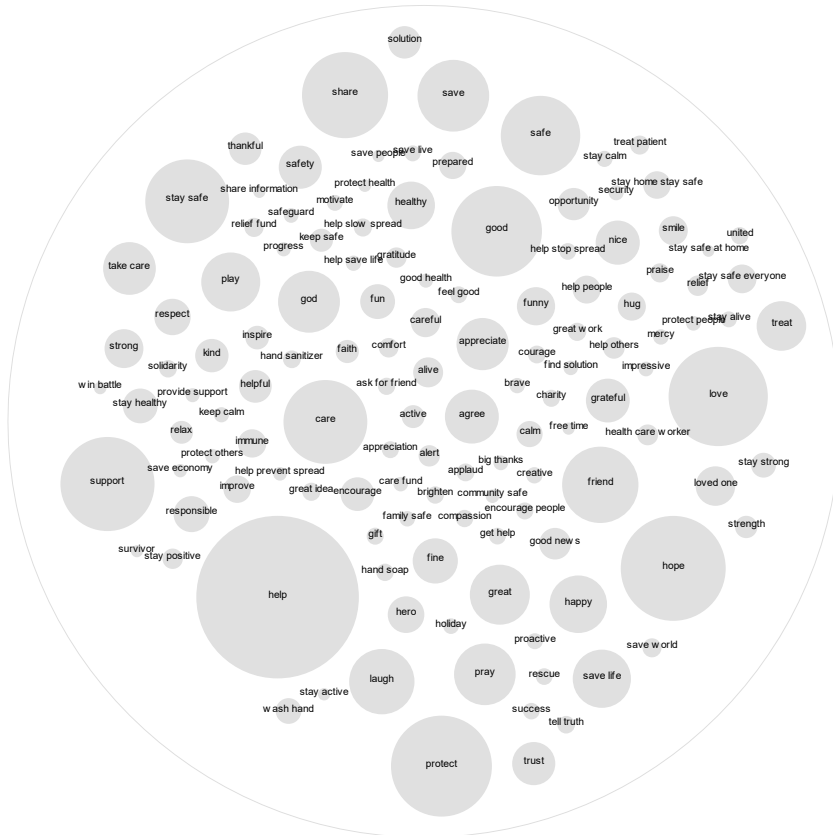 solution
share
save
safe
thankful
save people
save live
treat patient
stay calm
safety
prepared
stay safe
share information
protect health
stay home stay safe
security
motivate
healthy
opportunity
safeguard
relief fund
help slow spread
good
smile
united
keep safe
progress
nice
help stop spread
stay safe at home
help save life
gratitude
take care
play
good health
praise
relief
stay safe everyone
feel good
help people
god
fun
funny
hug
respect
careful
protect people
stay alive
treat
great work
mercy
inspire
appreciate
help others
strong
kind
hand sanitizer
faith
comfort
courage
solidarity
find solution
impressive
alive
win battle
helpful
ask for friend
brave
provide support
love
stay healthy
charity
grateful
keep calm
care
active
agree
free time
relax
calm
health care worker
immune
protect others
appreciation
alert
save economy
help prevent spread
applaud
big thanks
stay strong
support
care fund
creative
friend
loved one
improve
great idea
encourage
brighten
community safe
responsible
family safe
compassion
encourage people
strength
gift
get help
good news
survivor
stay positive
fine
hand soap
hope
help
great
happy
hero
holiday
proactive
save world
laugh
pray
rescue
save life
stay active
wash hand
success
tell truth
protect
trust